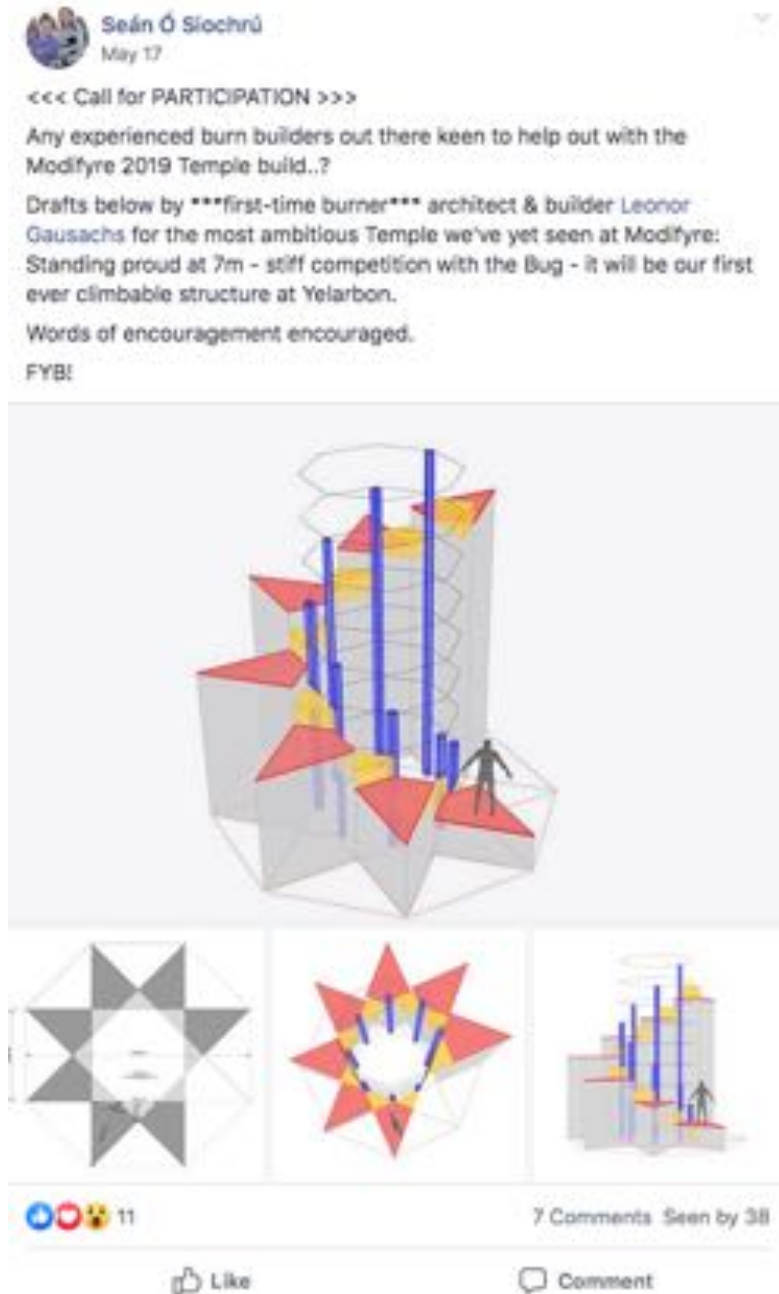 Seán Ó Siochrú
May 17
<<< Call for PARTICIPATION >>>
Any experienced burn builders out there keen to help out with the
Modifyre 2019 Temple build..?
Drafts below by ***first-time burner*** architect & builder Leonor
Gausachs for the most ambitious Temple we've yet seen at Modifyre:
Standing proud at 7m - stiff competition with the Bug - it will be our first
ever climbable structure at Yelarbon.
Words of encouragement encouraged.
FYB!
11
7 Comments Seen by 38
Like
Comment